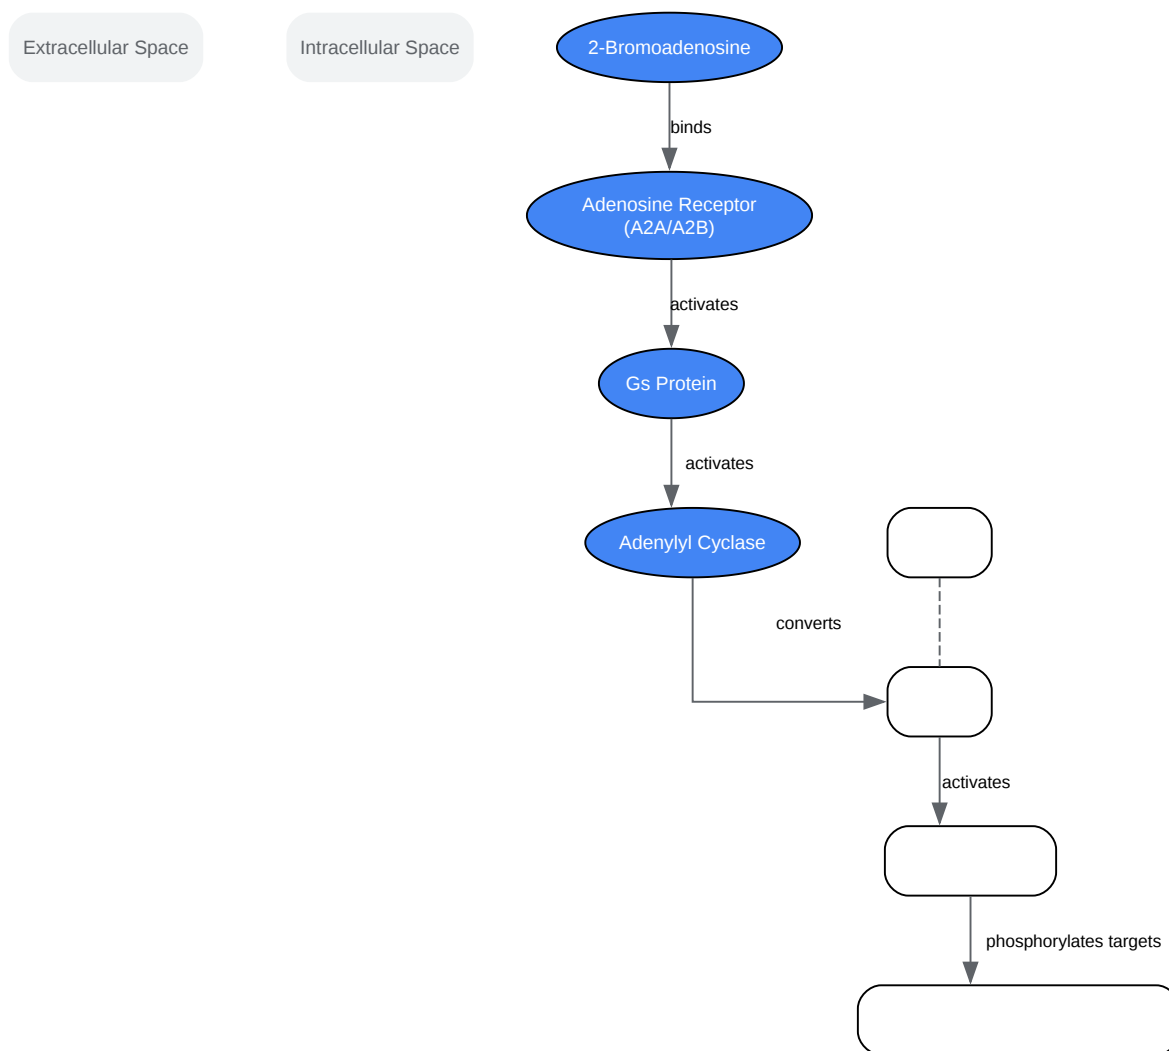 Extracellular Space
Intracellular Space
2-Bromoadenosine
binds
Adenosine Receptor
(A2A/A2B)
activates
Gs Protein
activates
Adenylyl Cyclase
converts
activates
phosphorylates targets